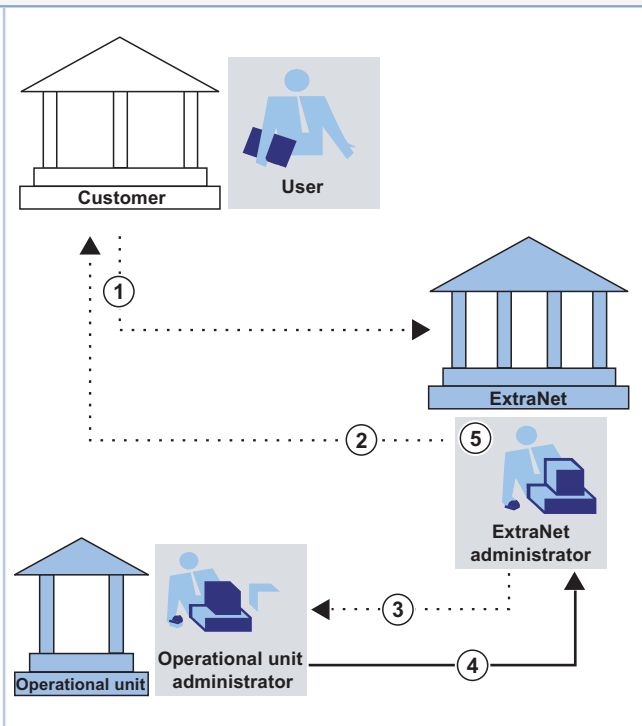 Customer
User
1
ExtraNet
2
5
ExtraNet
administrator
3
Operational unit
Operational unit
administrator
4